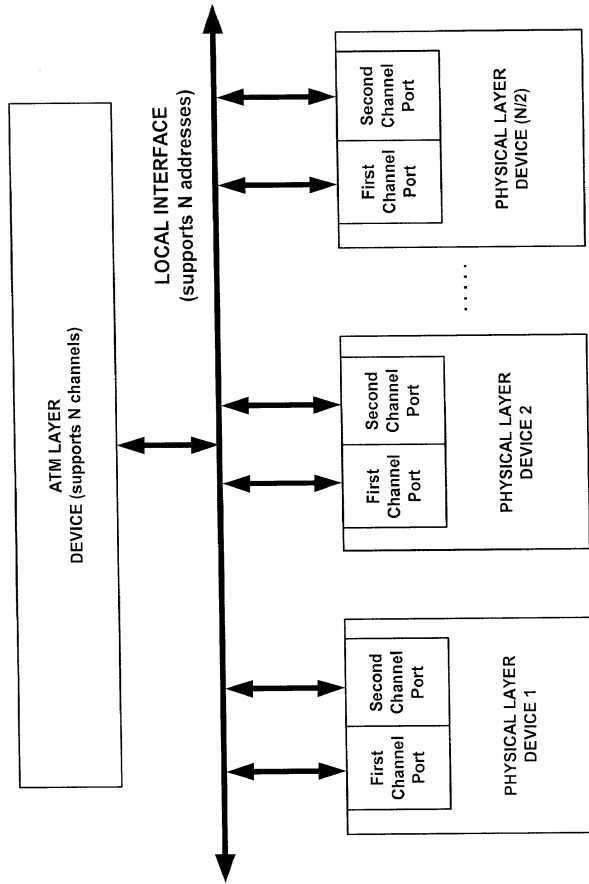 ATM LAYER
DEVICE (supports N channels)
LOCAL INTERFACE
(supports N addresses)
First
Channel
Port
Second
Channel
Port
PHYSICAL LAYER
DEVICE 1
First
Channel
Port
Second
Channel
Port
PHYSICAL LAYER
DEVICE 2
. . . . .
First
Channel
Port
Second
Channel
Port
PHYSICAL LAYER
DEVICE (N/2)